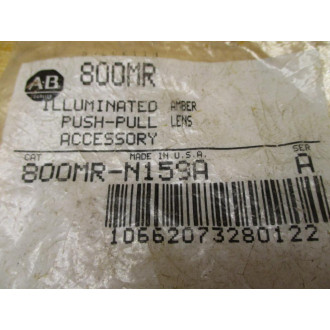 AB 800MR
ILLUMINATED AMBER
PUSH-PULL LENS
ACCESSORY
CAT MADE IN U.S.A. SER
800MR-N159A A
10662073280122